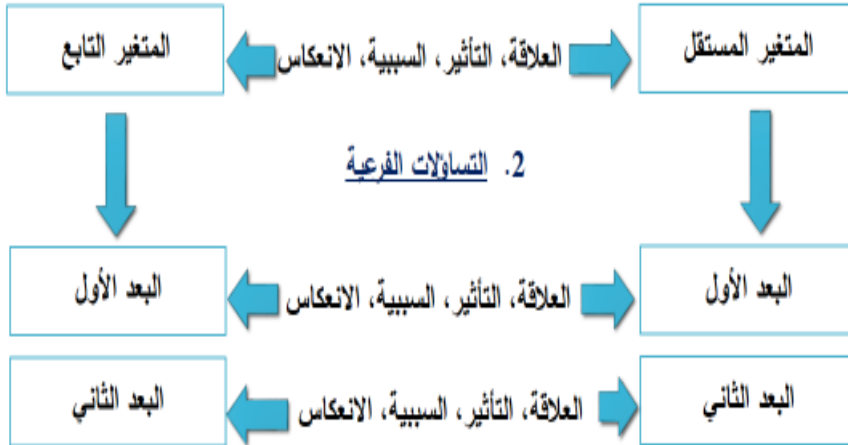 المتغير المستقل
العلاقة، التأثير، السببية، الانعكاس
المتغير التابع
2. التساؤلات الفرعية
البعد الأول
العلاقة، التأثير، السببية، الانعكاس
البعد الأول
البعد الثاني
العلاقة، التأثير، السببية، الانعكاس
البعد الثاني